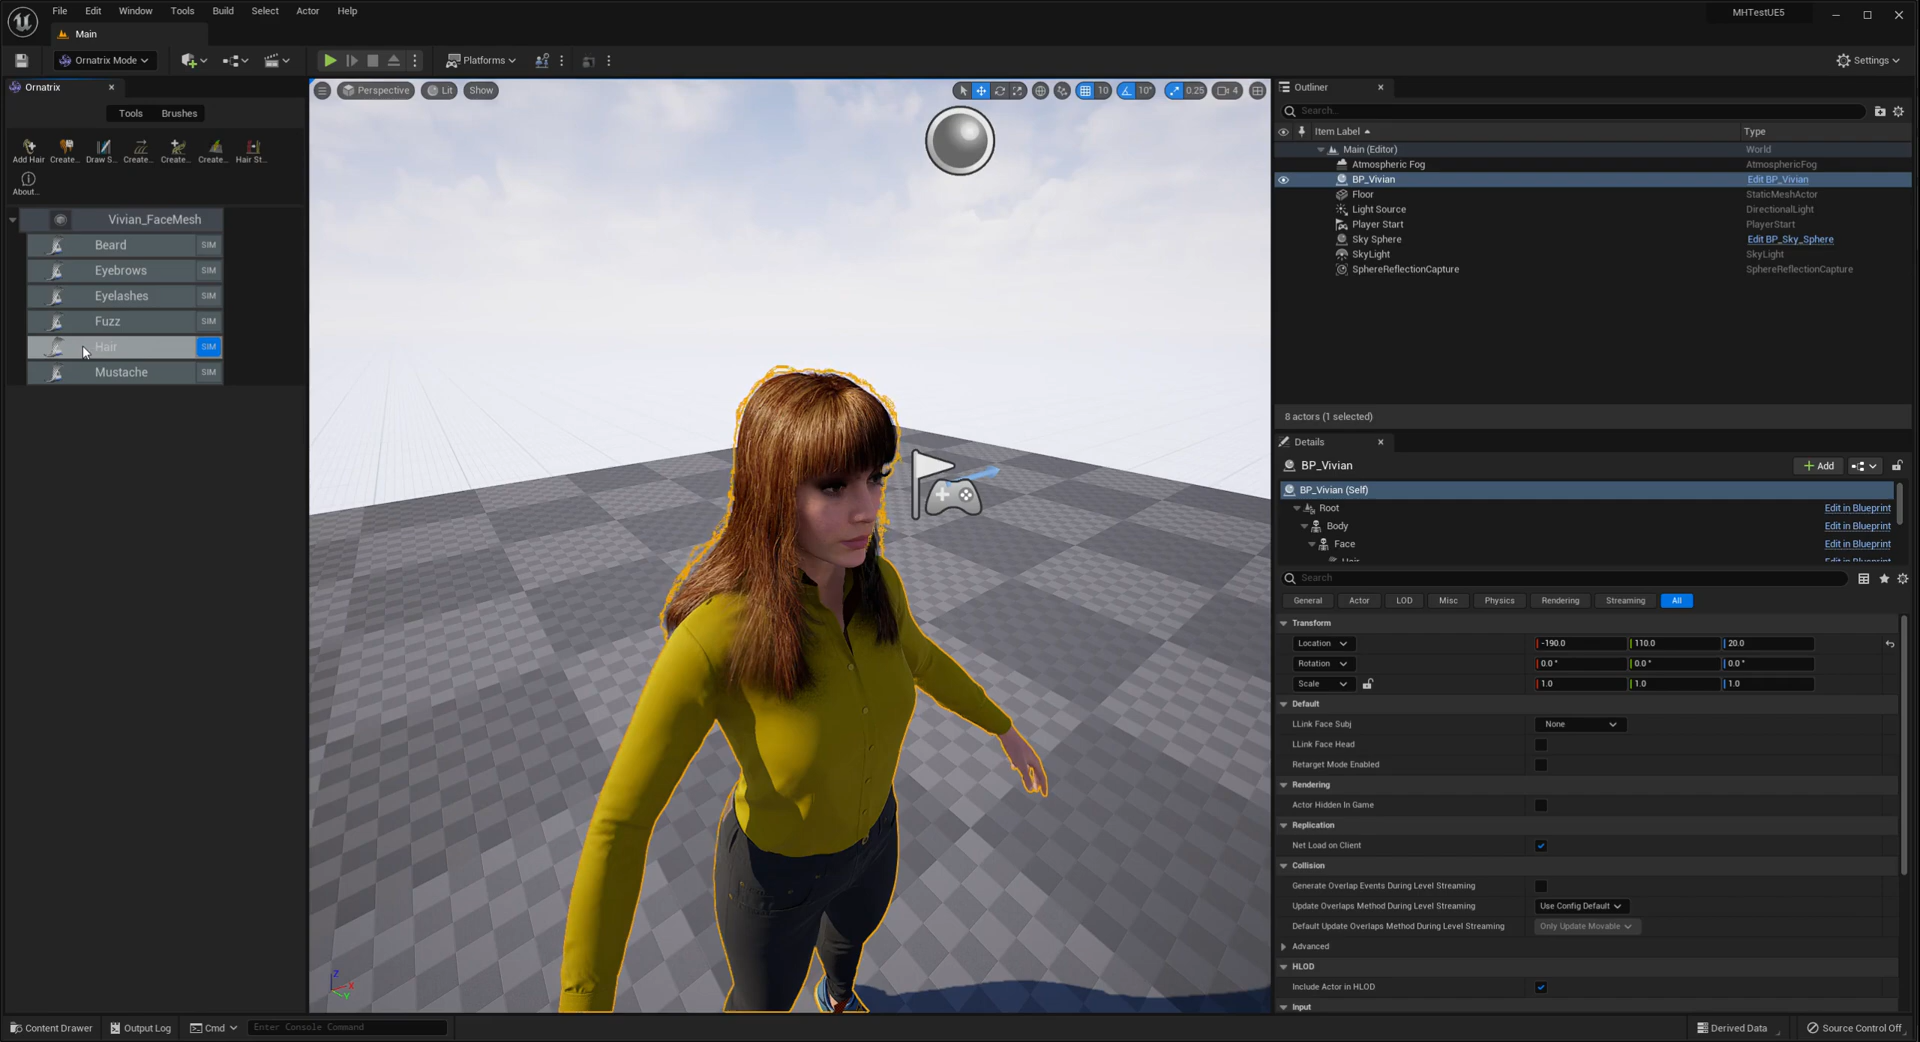 File Edit Window Tools Build Select Actor Help
MHTestUE5
Main
Ornatrix Mode
Platforms
Settings
Ornatrix
Tools Brushes
Add Hair Create... Draw S... Create... Create... Create... Hair St...
About...
Vivian_FaceMesh
Beard SIM
Eyebrows SIM
Eyelashes SIM
Fuzz SIM
Hair SIM
Mustache SIM
Perspective Lit Show
10 10° 0.25 4
Outliner
Search...
Item Label Type
Main (Editor) World
Atmospheric Fog AtmosphericFog
BP_Vivian Edit BP_Vivian
Floor StaticMeshActor
Light Source DirectionalLight
Player Start PlayerStart
Sky Sphere Edit BP_Sky_Sphere
SkyLight SkyLight
SphereReflectionCapture SphereReflectionCapture
8 actors (1 selected)
Details
BP_Vivian
Add
BP_Vivian (Self)
Root Edit in Blueprint
Body Edit in Blueprint
Face Edit in Blueprint
Hair Edit in Blueprint
Search
General Actor LOD Misc Physics Rendering Streaming All
Transform
Location -190.0 110.0 20.0
Rotation 0.0° 0.0° 0.0°
Scale 1.0 1.0 1.0
Default
LLink Face Subj None
LLink Face Head
Retarget Mode Enabled
Rendering
Actor Hidden In Game
Replication
Net Load on Client
Collision
Generate Overlap Events During Level Streaming
Update Overlaps Method During Level Streaming Use Config Default
Default Update Overlaps Method During Level Streaming Only Update Movable
Advanced
HLOD
Include Actor in HLOD
Input
Z
X
Y
Content Drawer Output Log Cmd Enter Console Command
Derived Data Source Control Off